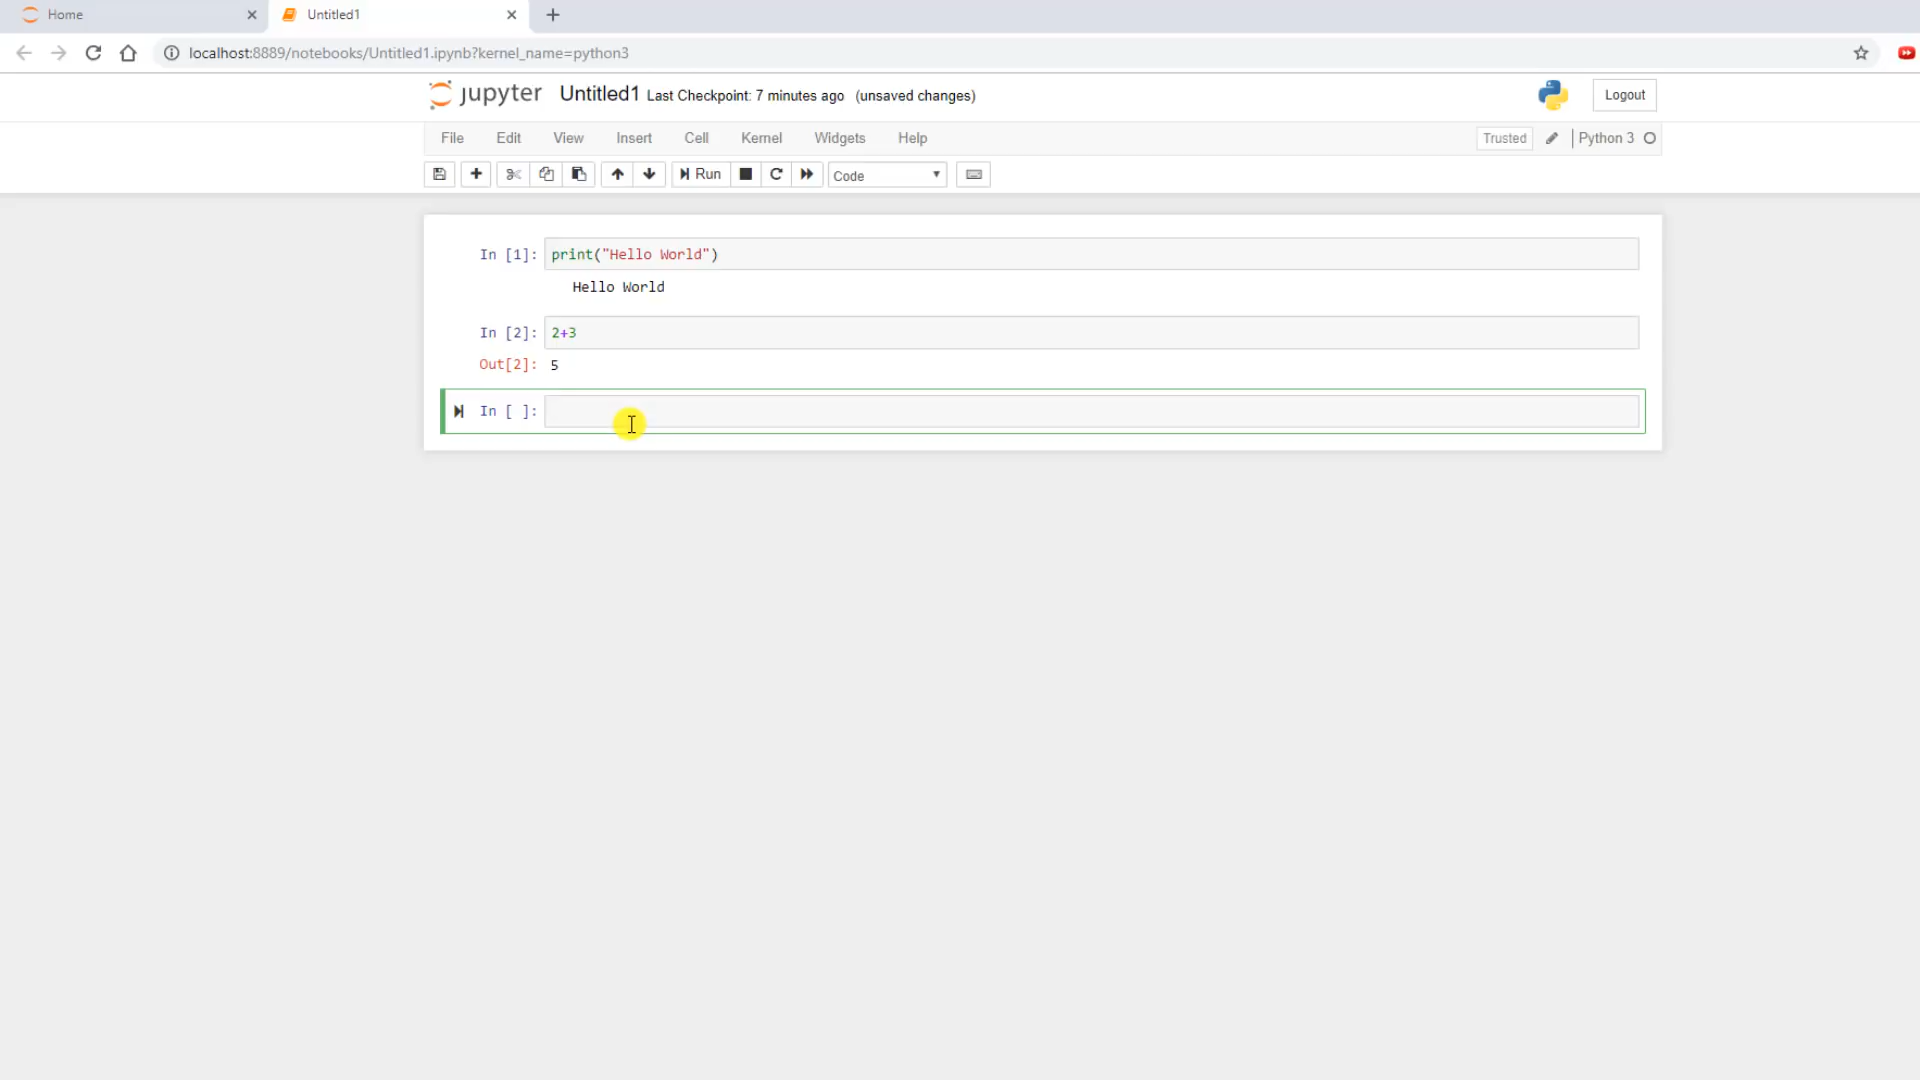 Home
Untitled1
localhost:8889/notebooks/Untitled1.ipynb?kernel_name=python3
jupyter Untitled1 Last Checkpoint: 7 minutes ago (unsaved changes)
Logout
File Edit View Insert Cell Kernel Widgets Help
Trusted Python 3
Run Code
In [1]: print("Hello World")
Hello World
In [2]: 2+3
Out[2]: 5
In [ ]: